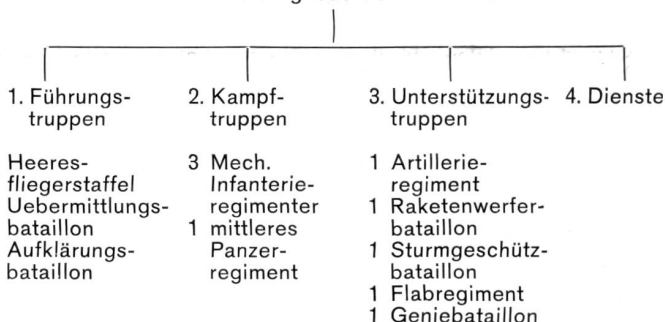 1. Führungs-
truppen
Heeres-
fliegerstaffel
Uebermittlungs-
bataillon
Aufklärungs-
bataillon
2. Kampf-
truppen
3 Mech.
Infanterie-
regimenter
1 mittleres
Panzer-
regiment
3. Unterstützungs-
truppen
1 Artillerie-
regiment
1 Raketenwerfer-
bataillon
1 Sturmgeschütz-
bataillon
1 Flabregiment
1 Geniebataillon
4. Dienste